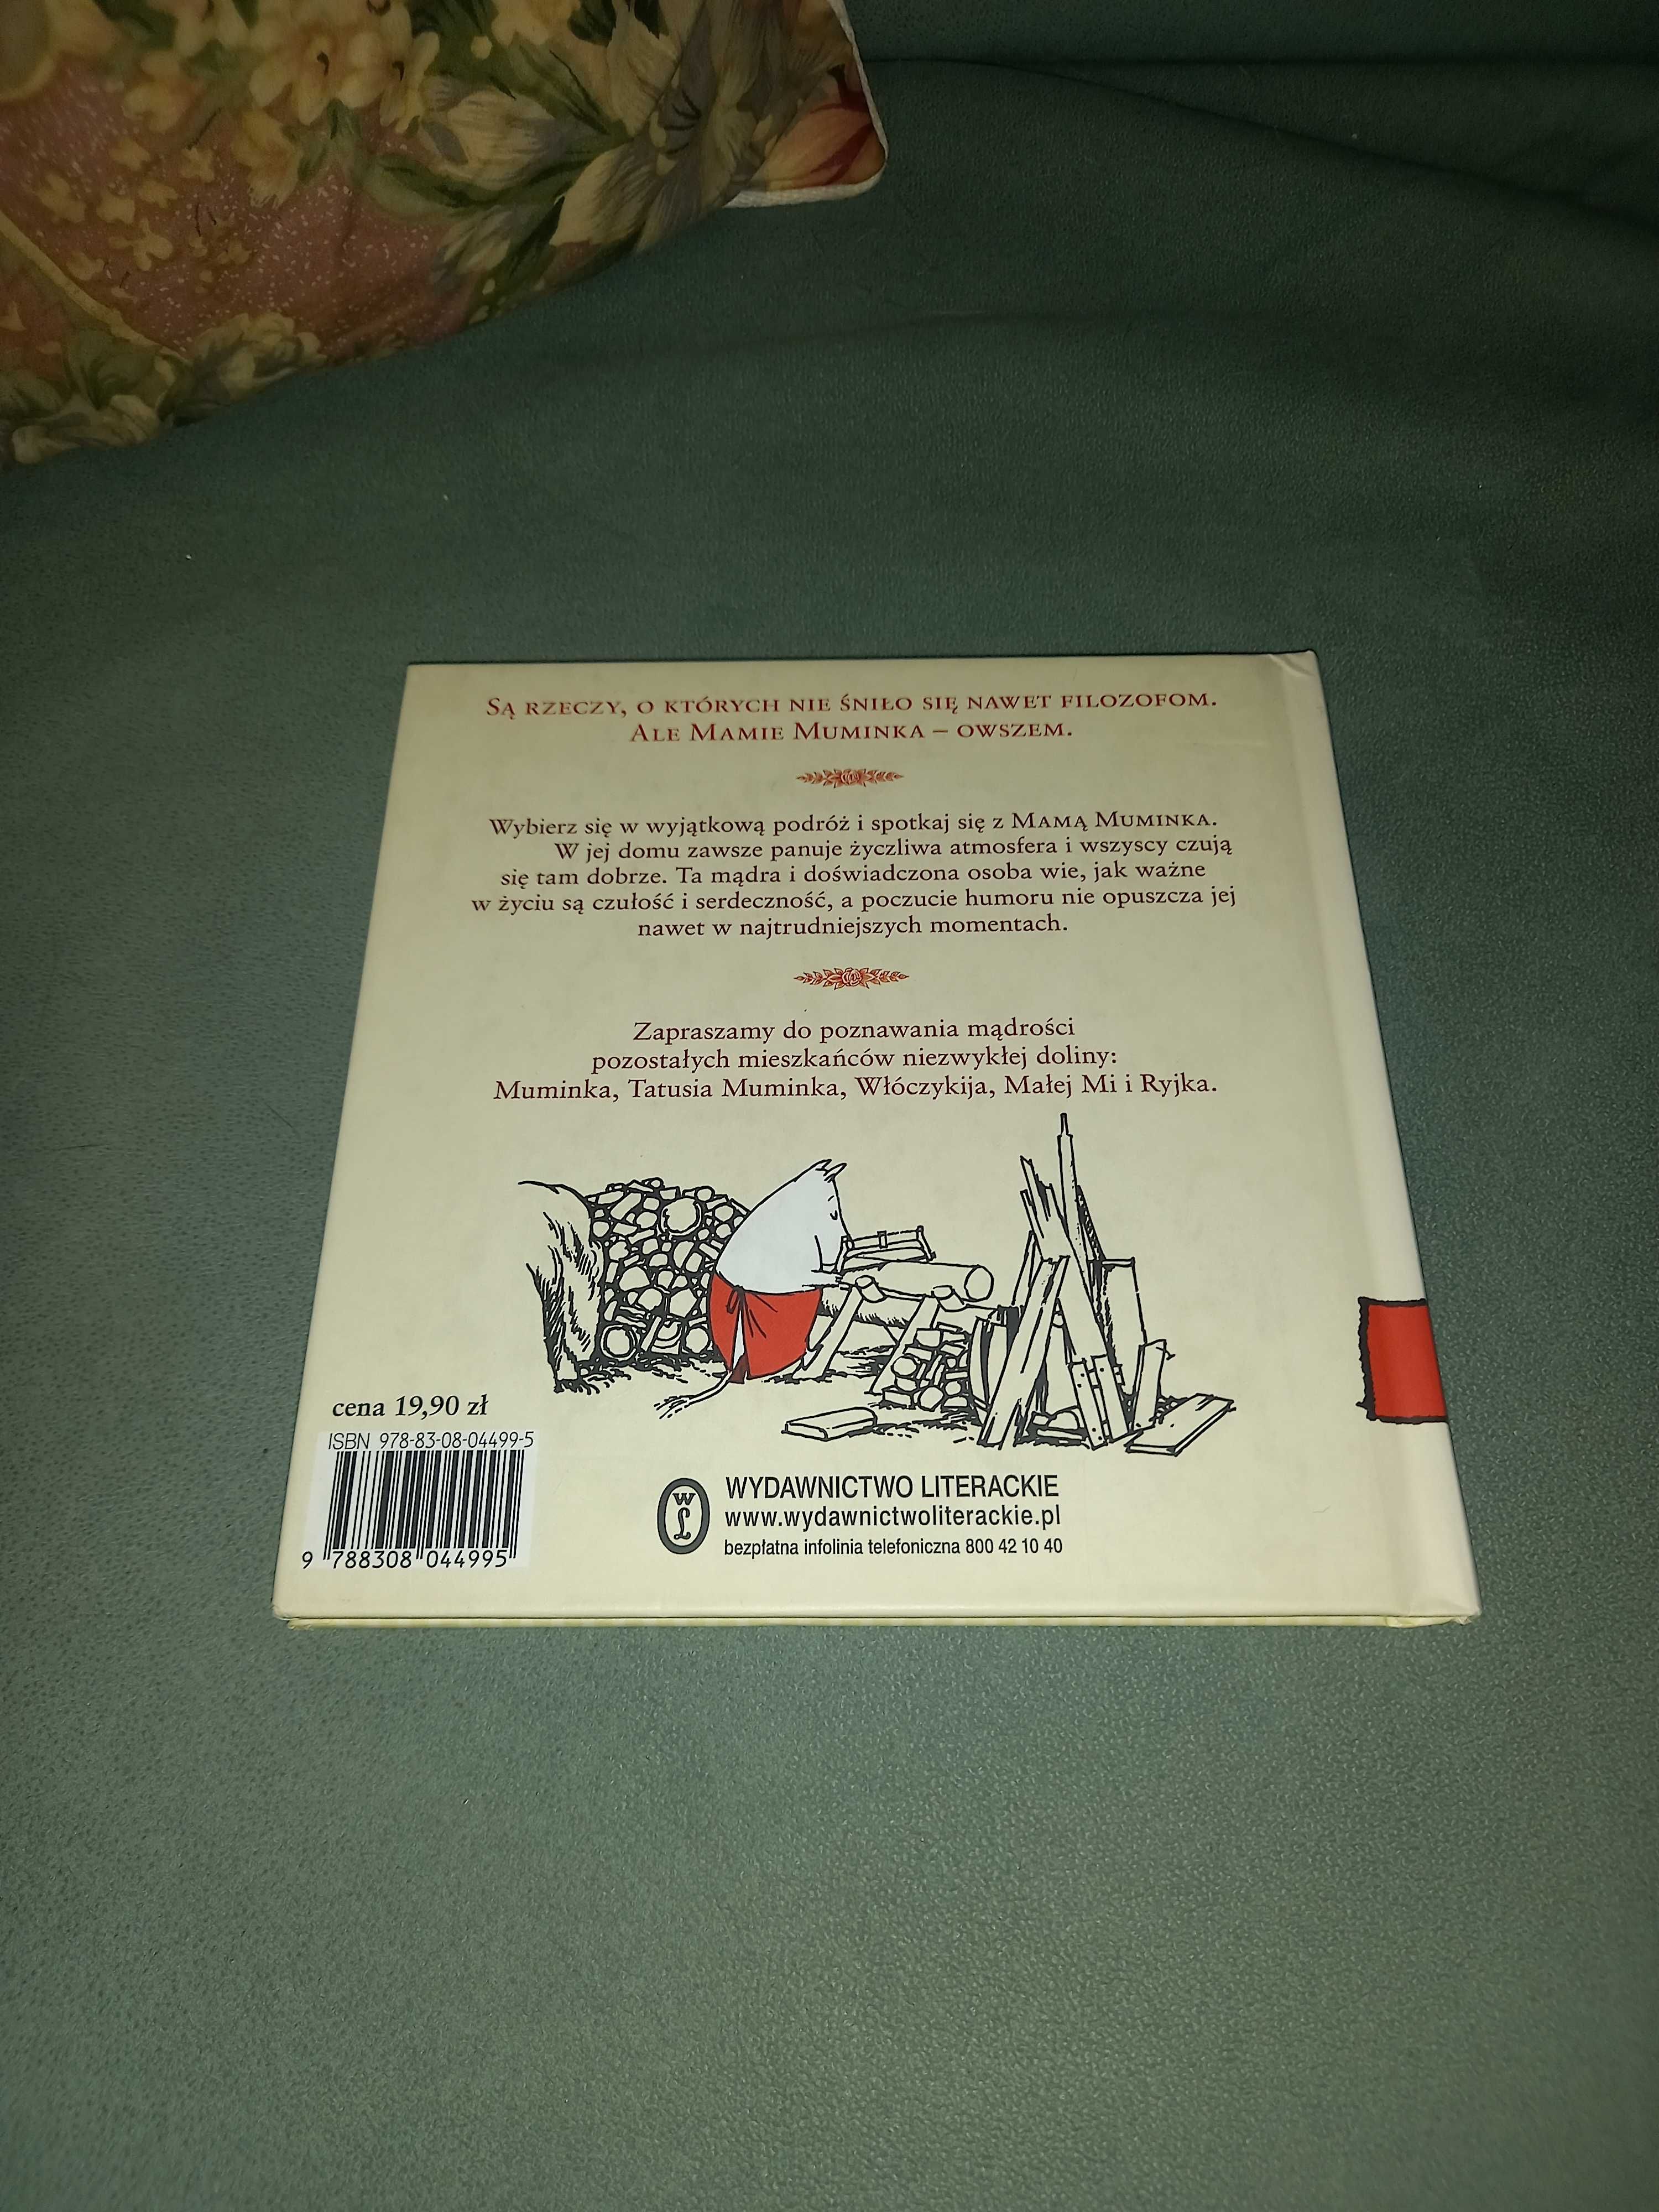 Są rzeczy, o których nie śniło się nawet filozofom.
Ale Mamie Muminka – owszem.
Wybierz się w wyjątkową podróż i spotkaj się z Mamą Muminka.
W jej domu zawsze panuje życzliwa atmosfera i wszyscy czują
się tam dobrze. Ta mądra i doświadczona osoba wie, jak ważne
w życiu są czułość i serdeczność, a poczucie humoru nie opuszcza jej
nawet w najtrudniejszych momentach.
Zapraszamy do poznawania mądrości
pozostałych mieszkańców niezwykłej doliny:
Muminka, Tatusia Muminka, Włóczykija, Małej Mi i Ryjka.
cena 19,90 zł
ISBN 978-83-08-04499-5
9 788308 044995
WL
WYDAWNICTWO LITERACKIE
www.wydawnictwoliterackie.pl
bezpłatna infolinia telefoniczna 800 42 10 40